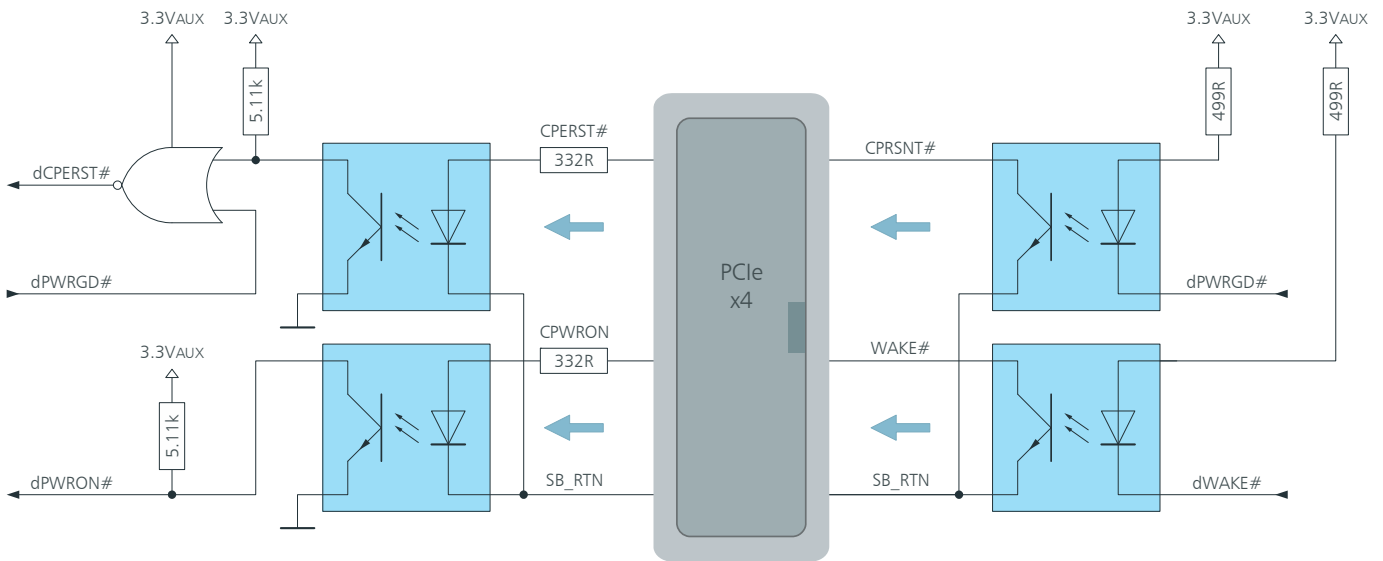 3.3VAUX
3.3VAUX
3.3VAUX
3.3VAUX
5.11k
499R
499R
CPERST#
332R
CPRSNT#
dCPERST#
dPWRGD#
PCIe
x4
dPWRGD#
3.3VAUX
CPWRON
332R
WAKE#
5.11k
dPWRON#
SB_RTN
SB_RTN
dWAKE#